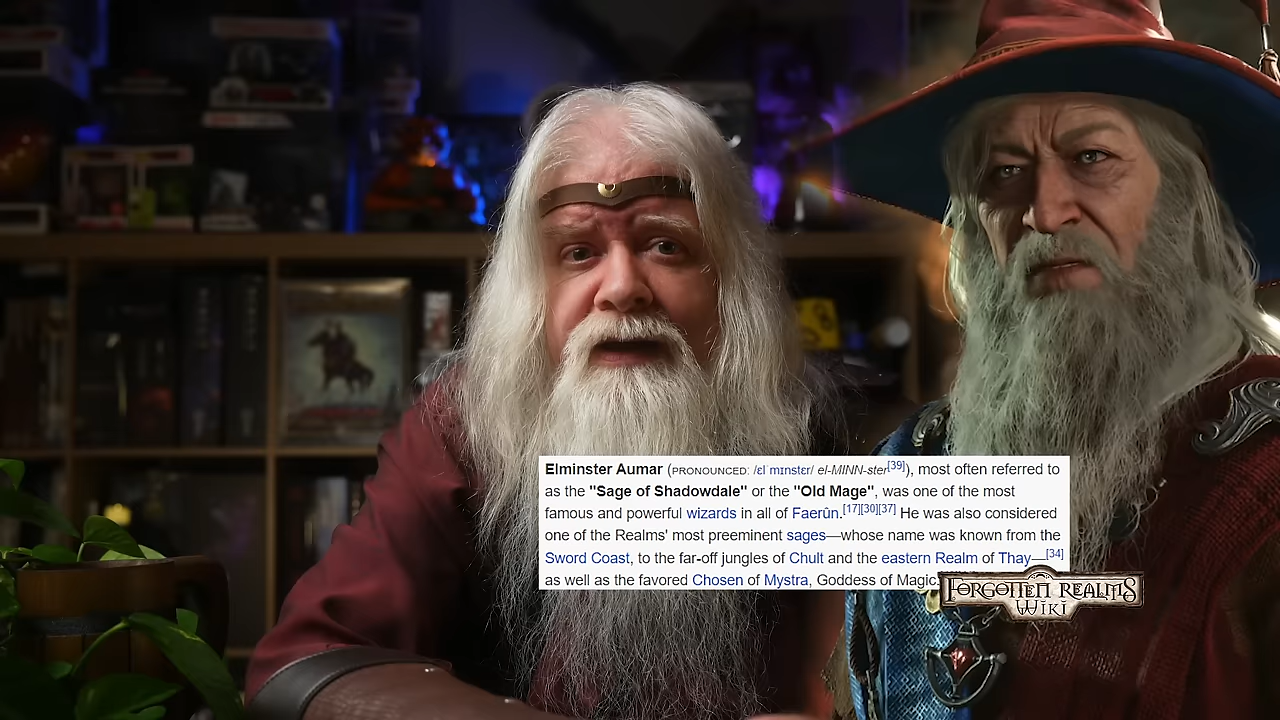 Elminster Aumar (PRONOUNCED: /ɛlˈmɪnstɛr/ el-MINN-ster[39]), most often referred to
as the "Sage of Shadowdale" or the "Old Mage", was one of the most
famous and powerful wizards in all of Faerûn.[17][30][37] He was also considered
one of the Realms' most preeminent sages—whose name was known from the
Sword Coast, to the far-off jungles of Chult and the eastern Realm of Thay—[34]
as well as the favored Chosen of Mystra, Goddess of Magic.
FORGOTTEN REALMS
WIKI